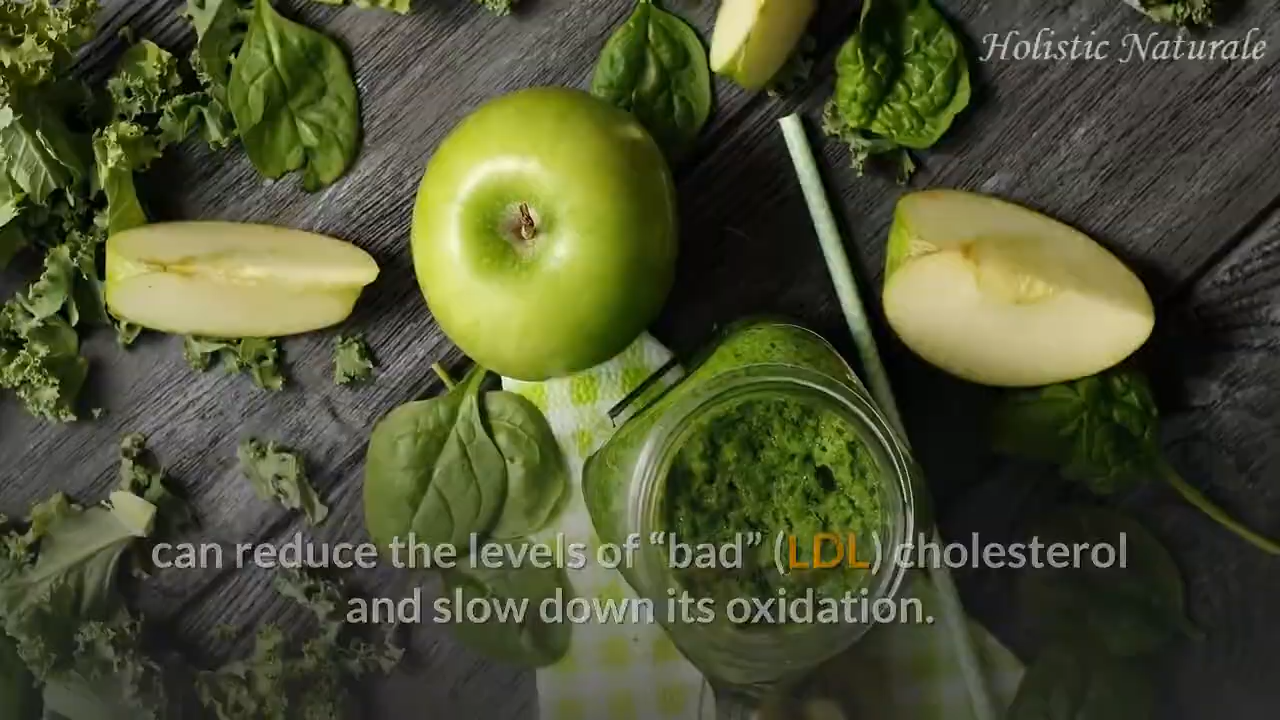 Holistic Naturale
can reduce the levels of “bad” (LDL) cholesterol
and slow down its oxidation.